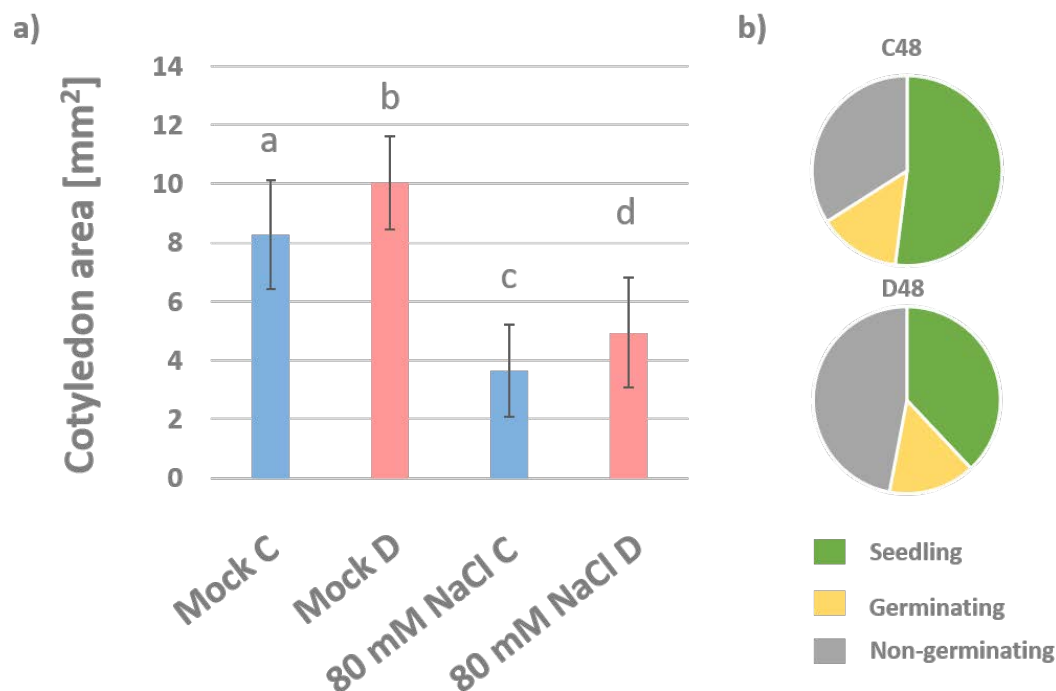 a)
Cotyledon area [mm²]
14
12
10
8
6
4
2
0
a
b
c
d
Mock C
Mock D
80 mM NaCl C
80 mM NaCl D
b)
C48
D48
Seedling
Germinating
Non-germinating